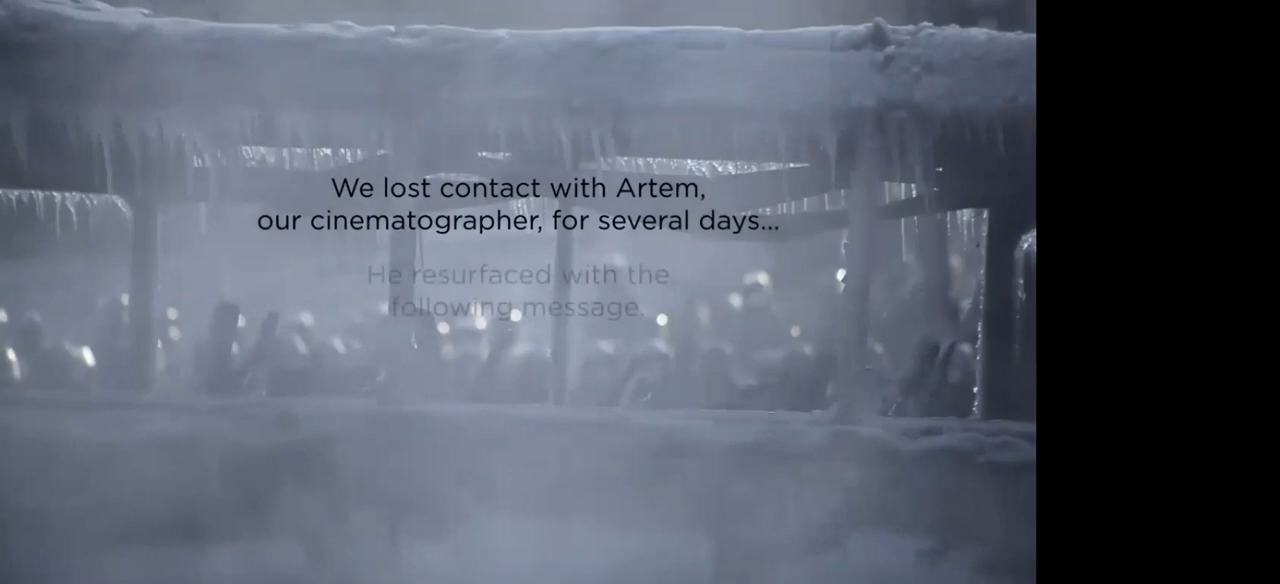 We lost contact with Artem,
our cinematographer, for several days...
He resurfaced with the
following message.